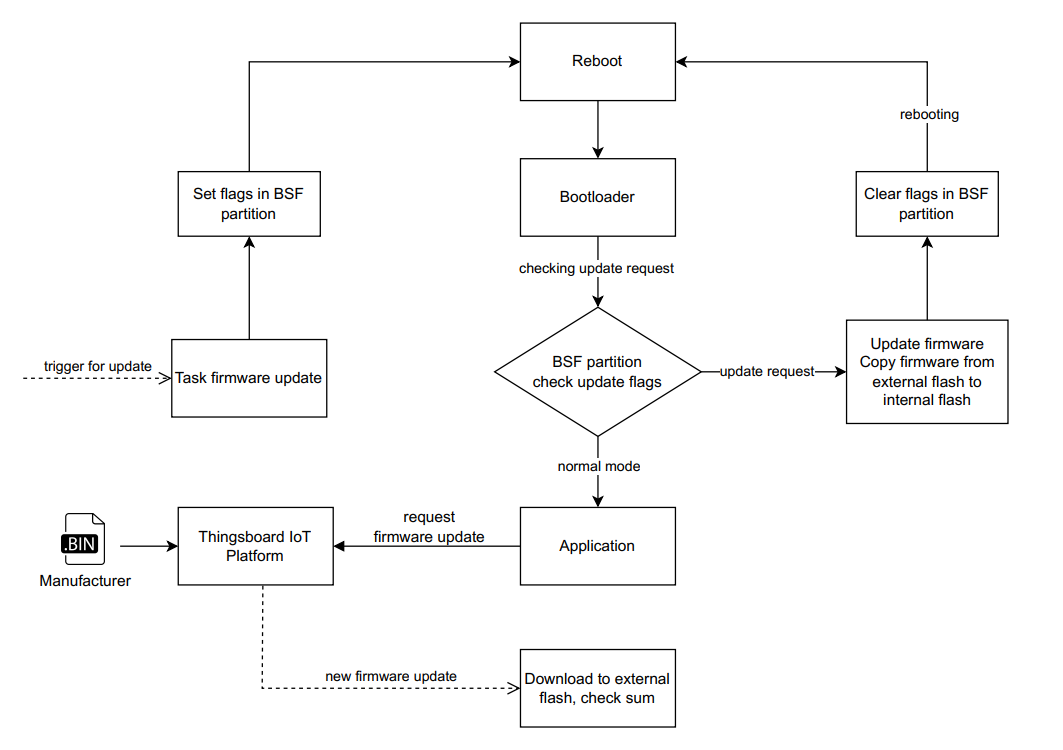 Reboot
rebooting
Set flags in BSF
partition
Bootloader
Clear flags in BSF
partition
checking update request
trigger for update
Task firmware update
BSF partition
check update flags
update request
Update firmware
Copy firmware from
external flash to
internal flash
normal mode
.BIN
Manufacturer
Thingsboard IoT
Platform
request
firmware update
Application
new firmware update
Download to external
flash, check sum